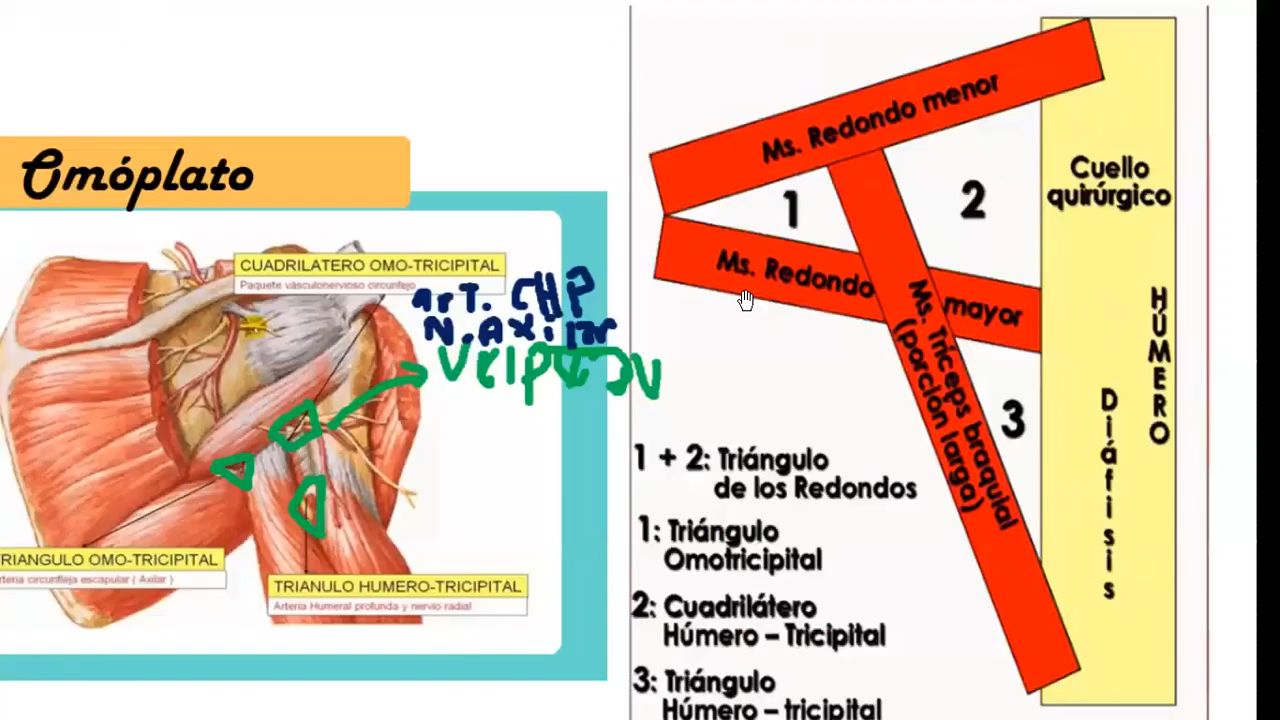 Omóplato
CUADRILATERO OMO-TRICIPITAL
Paquete vásculonervioso circunflejo
ART. CHP
N. AXILAR
TRIANGULO OMO-TRICIPITAL
Arteria circunfleja escapular ( Axilar )
TRIANULO HUMERO-TRICIPITAL
Arteria Humeral profunda y nervio radial
Ms. Redondo menor
1
2
Cuello
quirúrgico
Ms. Redondo mayor
Ms. Tríceps braquial
(porción larga)
3
HÚMERO
Diáfisis
1 + 2: Triángulo
de los Redondos
1: Triángulo
Omotricipital
2: Cuadrilátero
Húmero – Tricipital
3: Triángulo
Húmero – tricipital